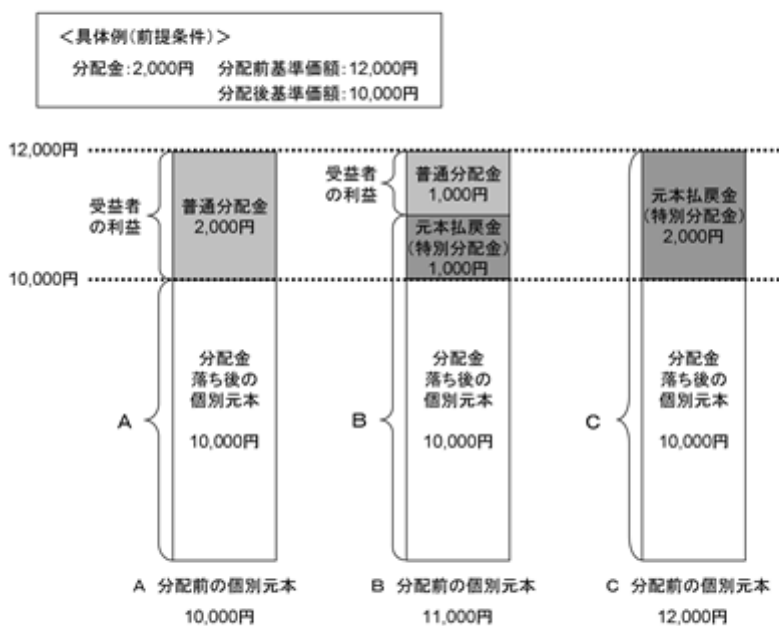 ＜具体例(前提条件)＞
分配金:2,000円 分配前基準価額:12,000円
分配後基準価額:10,000円
12,000円
受益者
の利益
普通分配金
2,000円
10,000円
A
分配金
落ち後の
個別元本
10,000円
A 分配前の個別元本
10,000円
受益者
の利益
普通分配金
1,000円
元本払戻金
(特別分配金)
1,000円
B
分配金
落ち後の
個別元本
10,000円
B 分配前の個別元本
11,000円
元本払戻金
(特別分配金)
2,000円
C
分配金
落ち後の
個別元本
10,000円
C 分配前の個別元本
12,000円